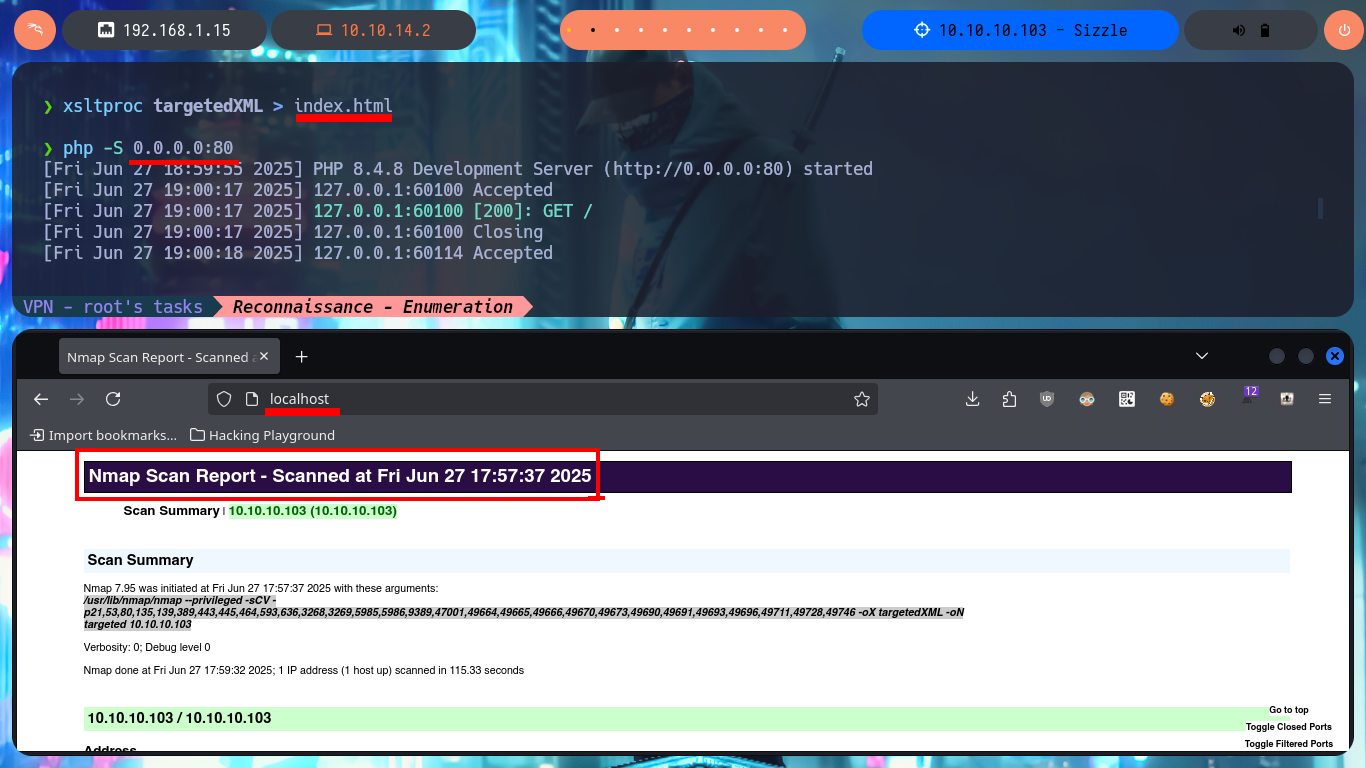 192.168.1.15
10.10.14.2
10.10.10.103 - Sizzle
❯ xsltproc targetedXML > index.html
❯ php -S 0.0.0.0:80
[Fri Jun 27 18:59:55 2025] PHP 8.4.8 Development Server (http://0.0.0.0:80) started
[Fri Jun 27 19:00:17 2025] 127.0.0.1:60100 Accepted
[Fri Jun 27 19:00:17 2025] 127.0.0.1:60100 [200]: GET /
[Fri Jun 27 19:00:17 2025] 127.0.0.1:60100 Closing
[Fri Jun 27 19:00:18 2025] 127.0.0.1:60114 Accepted
VPN - root's tasks
Reconnaissance - Enumeration
Nmap Scan Report - Scanned
localhost
UD
12
Import bookmarks...
Hacking Playground
Nmap Scan Report - Scanned at Fri Jun 27 17:57:37 2025
Scan Summary | 10.10.10.103 (10.10.10.103)
Scan Summary
Nmap 7.95 was initiated at Fri Jun 27 17:57:37 2025 with these arguments:
/usr/lib/nmap/nmap --privileged -sCV -
p21,53,80,135,139,389,443,445,464,593,636,3268,3269,5985,5986,9389,47001,49664,49665,49666,49670,49673,49690,49691,49693,49696,49711,49728,49746 -oX targetedXML -oN
targeted 10.10.10.103
Verbosity: 0; Debug level 0
Nmap done at Fri Jun 27 17:59:32 2025; 1 IP address (1 host up) scanned in 115.33 seconds
10.10.10.103 / 10.10.10.103
Go to top
Toggle Closed Ports
Toggle Filtered Ports
Address